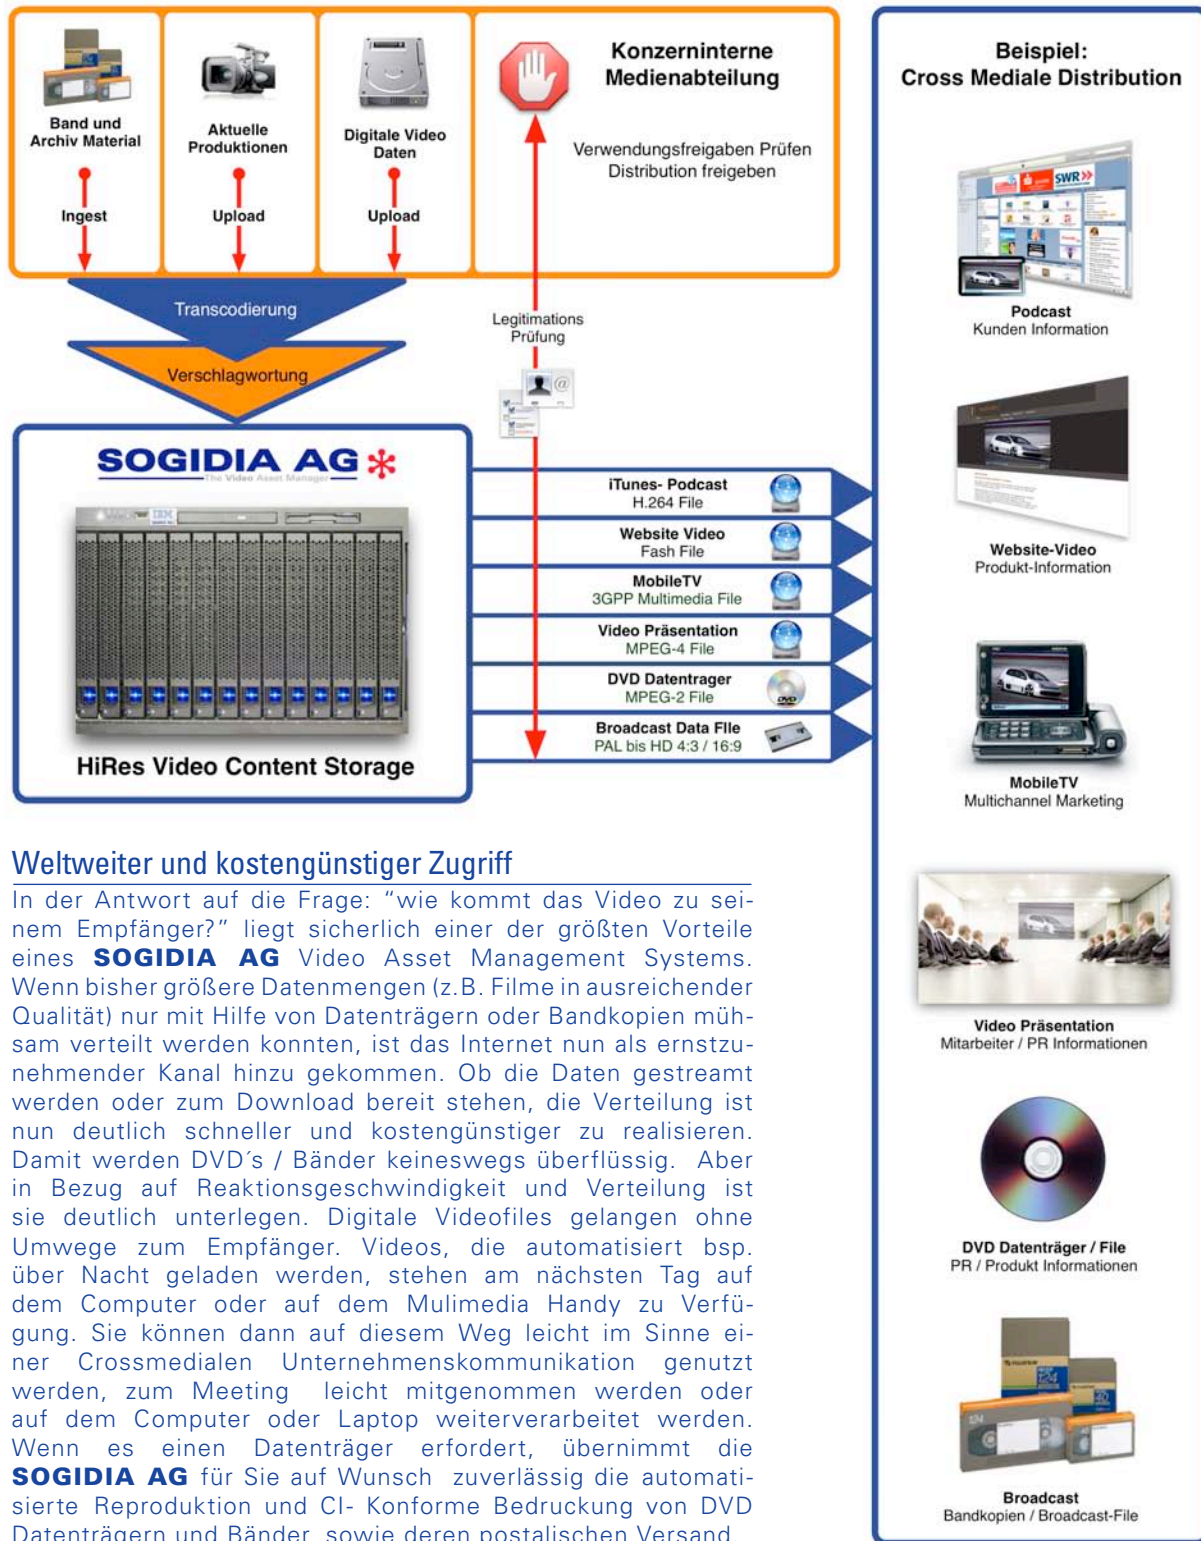 Band und
Archiv Material
Ingest
Aktuelle
Produktionen
Upload
Digitale Video
Daten
Upload
Konzerninterne
Medienabteilung
Verwendungsfreigaben Prüfen
Distribution freigeben
Transcodierung
Verschlagwortung
Legitimations
Prüfung
SOGIDIA AG
The Video Asset Manager
IBM
HiRes Video Content Storage
iTunes- Podcast
H.264 File
Website Video
Fash File
MobileTV
3GPP Multimedia File
Video Präsentation
MPEG-4 File
DVD Datentrager
MPEG-2 File
DVD
Broadcast Data FIle
PAL bis HD 4:3 / 16:9
Beispiel:
Cross Mediale Distribution
SWR
Podcast
Kunden Information
Website-Video
Produkt-Information
MobileTV
Multichannel Marketing
Video Präsentation
Mitarbeiter / PR Informationen
DVD Datenträger / File
PR / Produkt Informationen
FUJIFILM
124
40
124
Broadcast
Bandkopien / Broadcast-File
Weltweiter und kostengünstiger Zugriff
In der Antwort auf die Frage: “wie kommt das Video zu sei-
nem Empfänger?” liegt sicherlich einer der größten Vorteile
eines SOGIDIA AG Video Asset Management Systems.
Wenn bisher größere Datenmengen (z.B. Filme in ausreichender
Qualität) nur mit Hilfe von Datenträgern oder Bandkopien müh-
sam verteilt werden konnten, ist das Internet nun als ernstzu-
nehmender Kanal hinzu gekommen. Ob die Daten gestreamt
werden oder zum Download bereit stehen, die Verteilung ist
nun deutlich schneller und kostengünstiger zu realisieren.
Damit werden DVD´s / Bänder keineswegs überflüssig. Aber
in Bezug auf Reaktionsgeschwindigkeit und Verteilung ist
sie deutlich unterlegen. Digitale Videofiles gelangen ohne
Umwege zum Empfänger. Videos, die automatisiert bsp.
über Nacht geladen werden, stehen am nächsten Tag auf
dem Computer oder auf dem Mulimedia Handy zu Verfü-
gung. Sie können dann auf diesem Weg leicht im Sinne ei-
ner Crossmedialen Unternehmenskommunikation genutzt
werden, zum Meeting leicht mitgenommen werden oder
auf dem Computer oder Laptop weiterverarbeitet werden.
Wenn es einen Datenträger erfordert, übernimmt die
SOGIDIA AG für Sie auf Wunsch zuverlässig die automati-
sierte Reproduktion und CI- Konforme Bedruckung von DVD
Datenträgern und Bänder sowie deren postalischen Versand